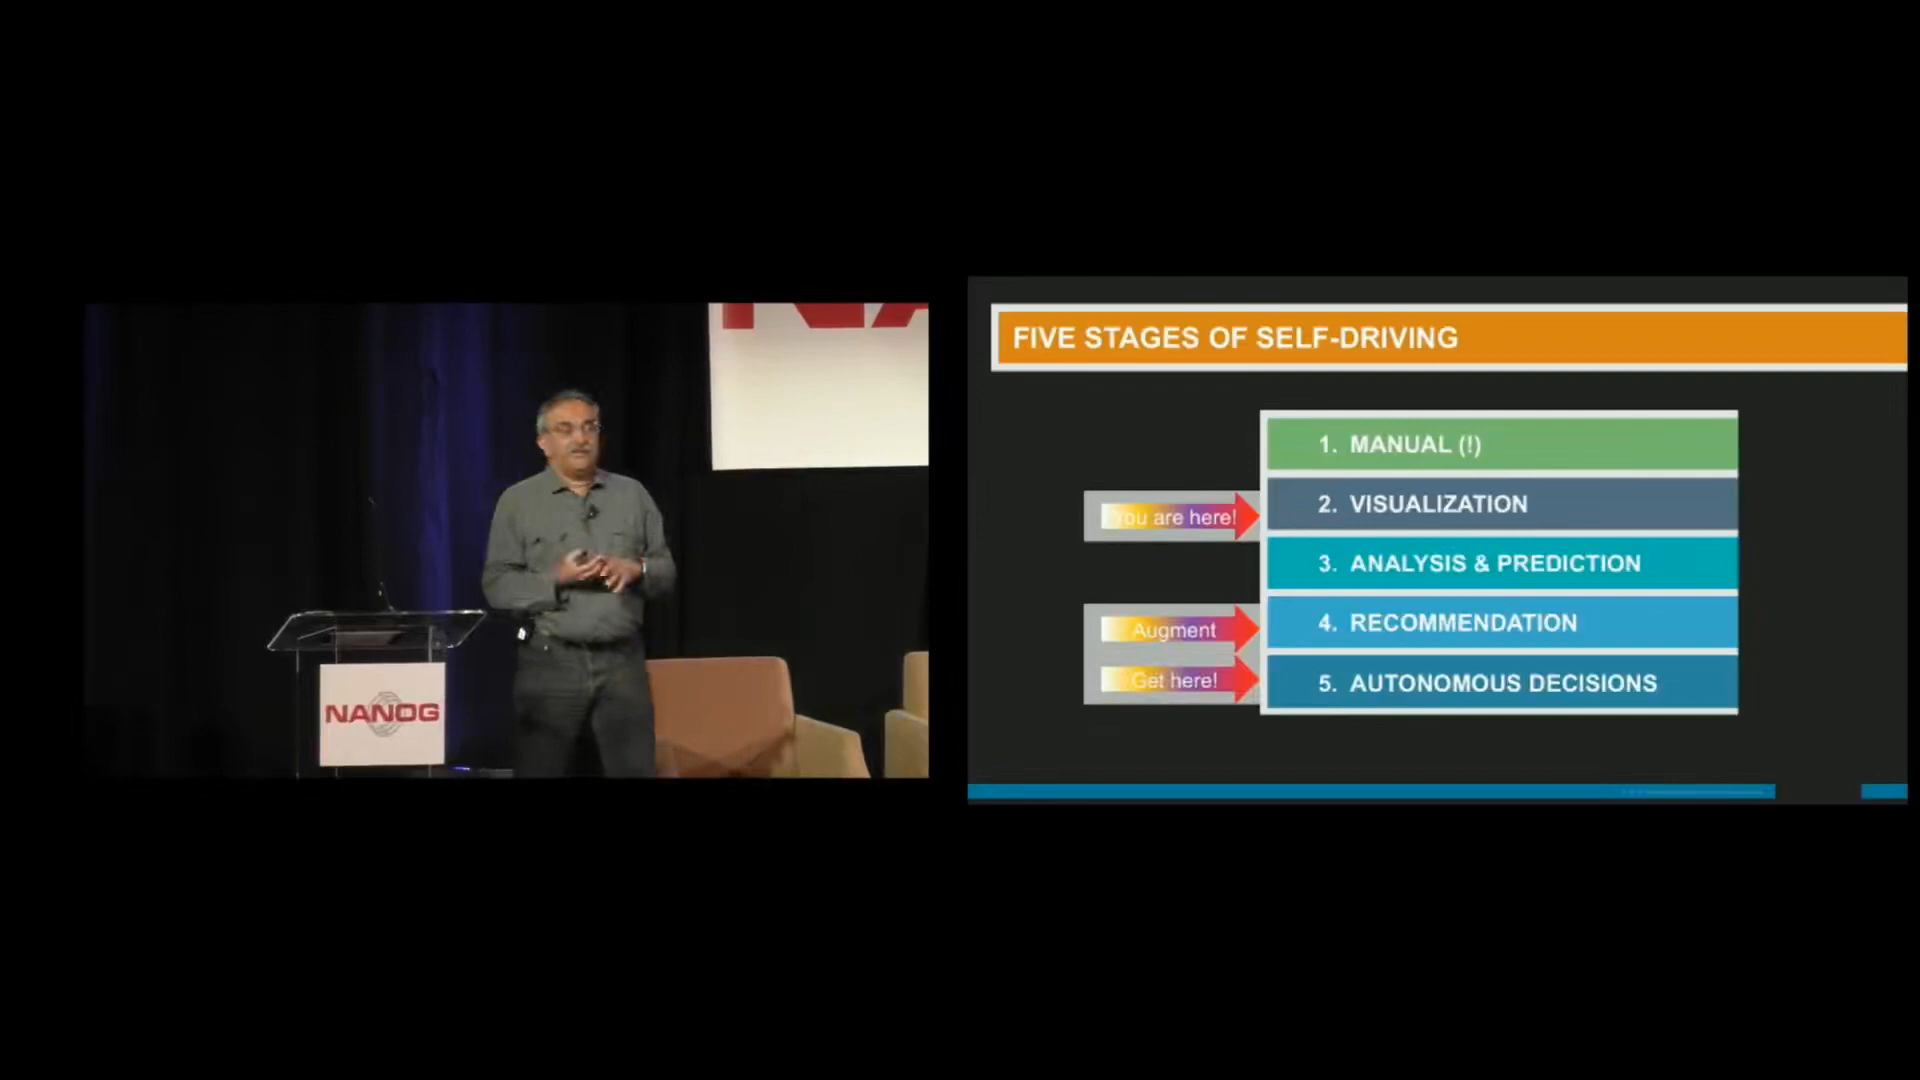 NANOG
FIVE STAGES OF SELF-DRIVING
1. MANUAL (!)
2. VISUALIZATION
3. ANALYSIS & PREDICTION
4. RECOMMENDATION
5. AUTONOMOUS DECISIONS
You are here!
Augment
Get here!